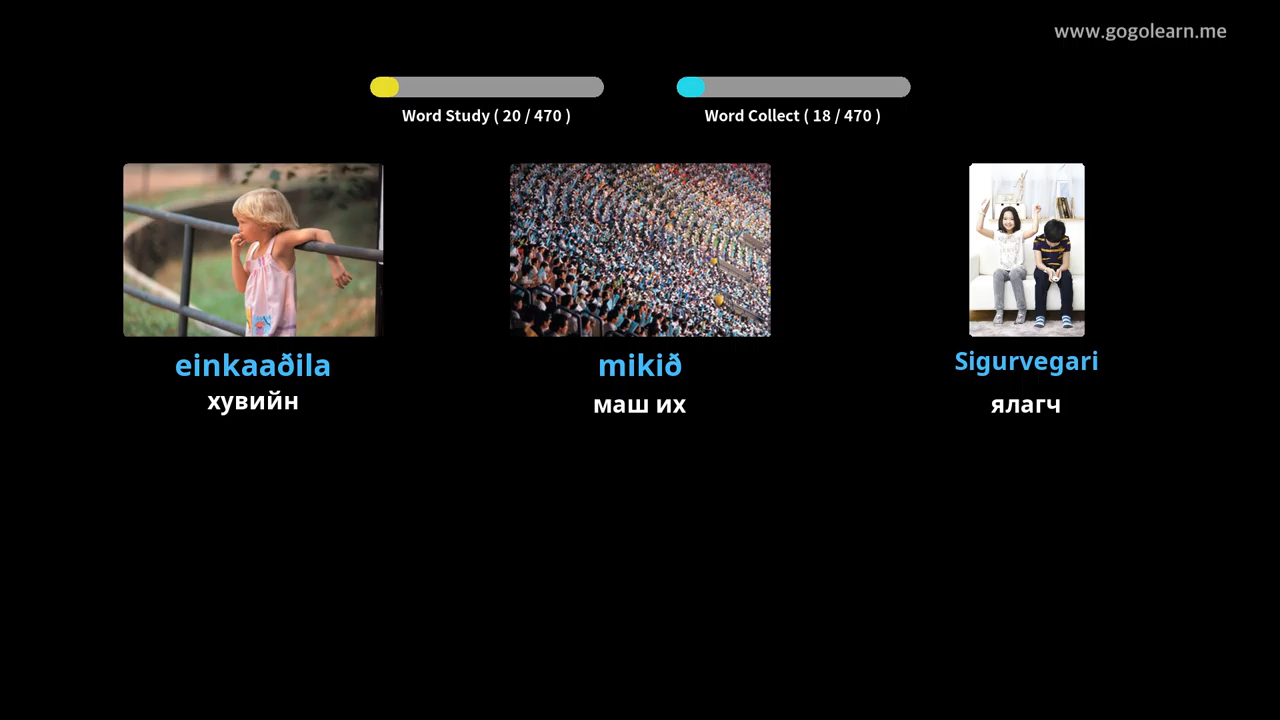 www.gogolearn.me
Word Study ( 20 / 470 )
Word Collect ( 18 / 470 )
einkaaðila
хувийн
mikið
маш их
Sigurvegari
ялагч